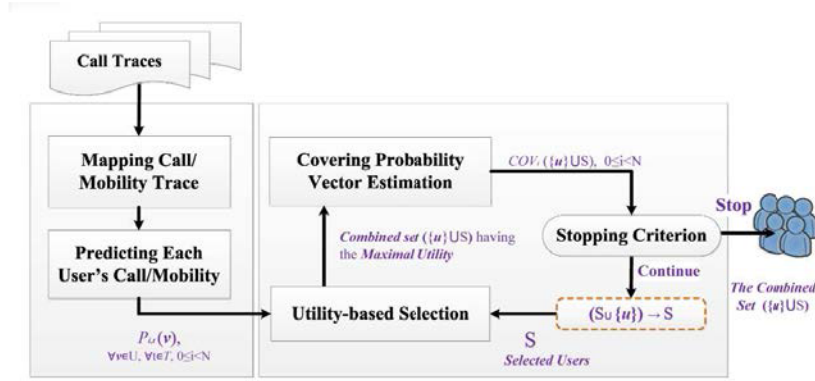 Call Traces
Mapping Call/
Mobility Trace
Predicting Each
User's Call/Mobility
Covering Probability
Vector Estimation
COVᵢ ({u}US), 0≤i<N
Combined set ({u}US) having
the Maximal Utility
Stopping Criterion
Stop
Continue
The Combined
Set ({u}US)
Utility-based Selection
(S∪{u}) → S
S
Selected Users
(v),
∀v∈U, ∀t∈T, 0≤i<N